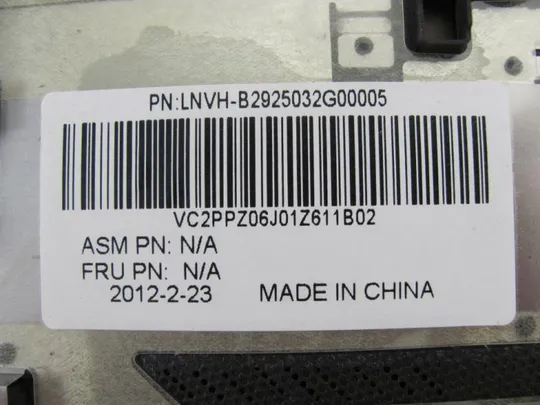 PN:LNVH-B2925032G00005
VC2PPZ06J01Z611B02
ASM PN: N/A
FRU PN: N/A
2012-2-23 MADE IN CHINA